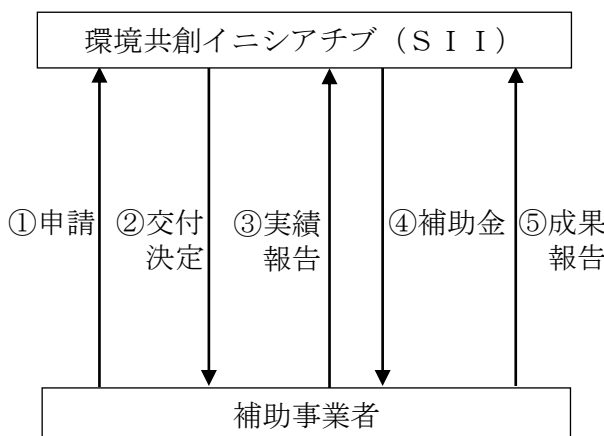 環境共創イニシアチブ（ＳＩＩ）
①申請
②交付
決定
③実績
報告
④補助金
⑤成果
報告
補助事業者